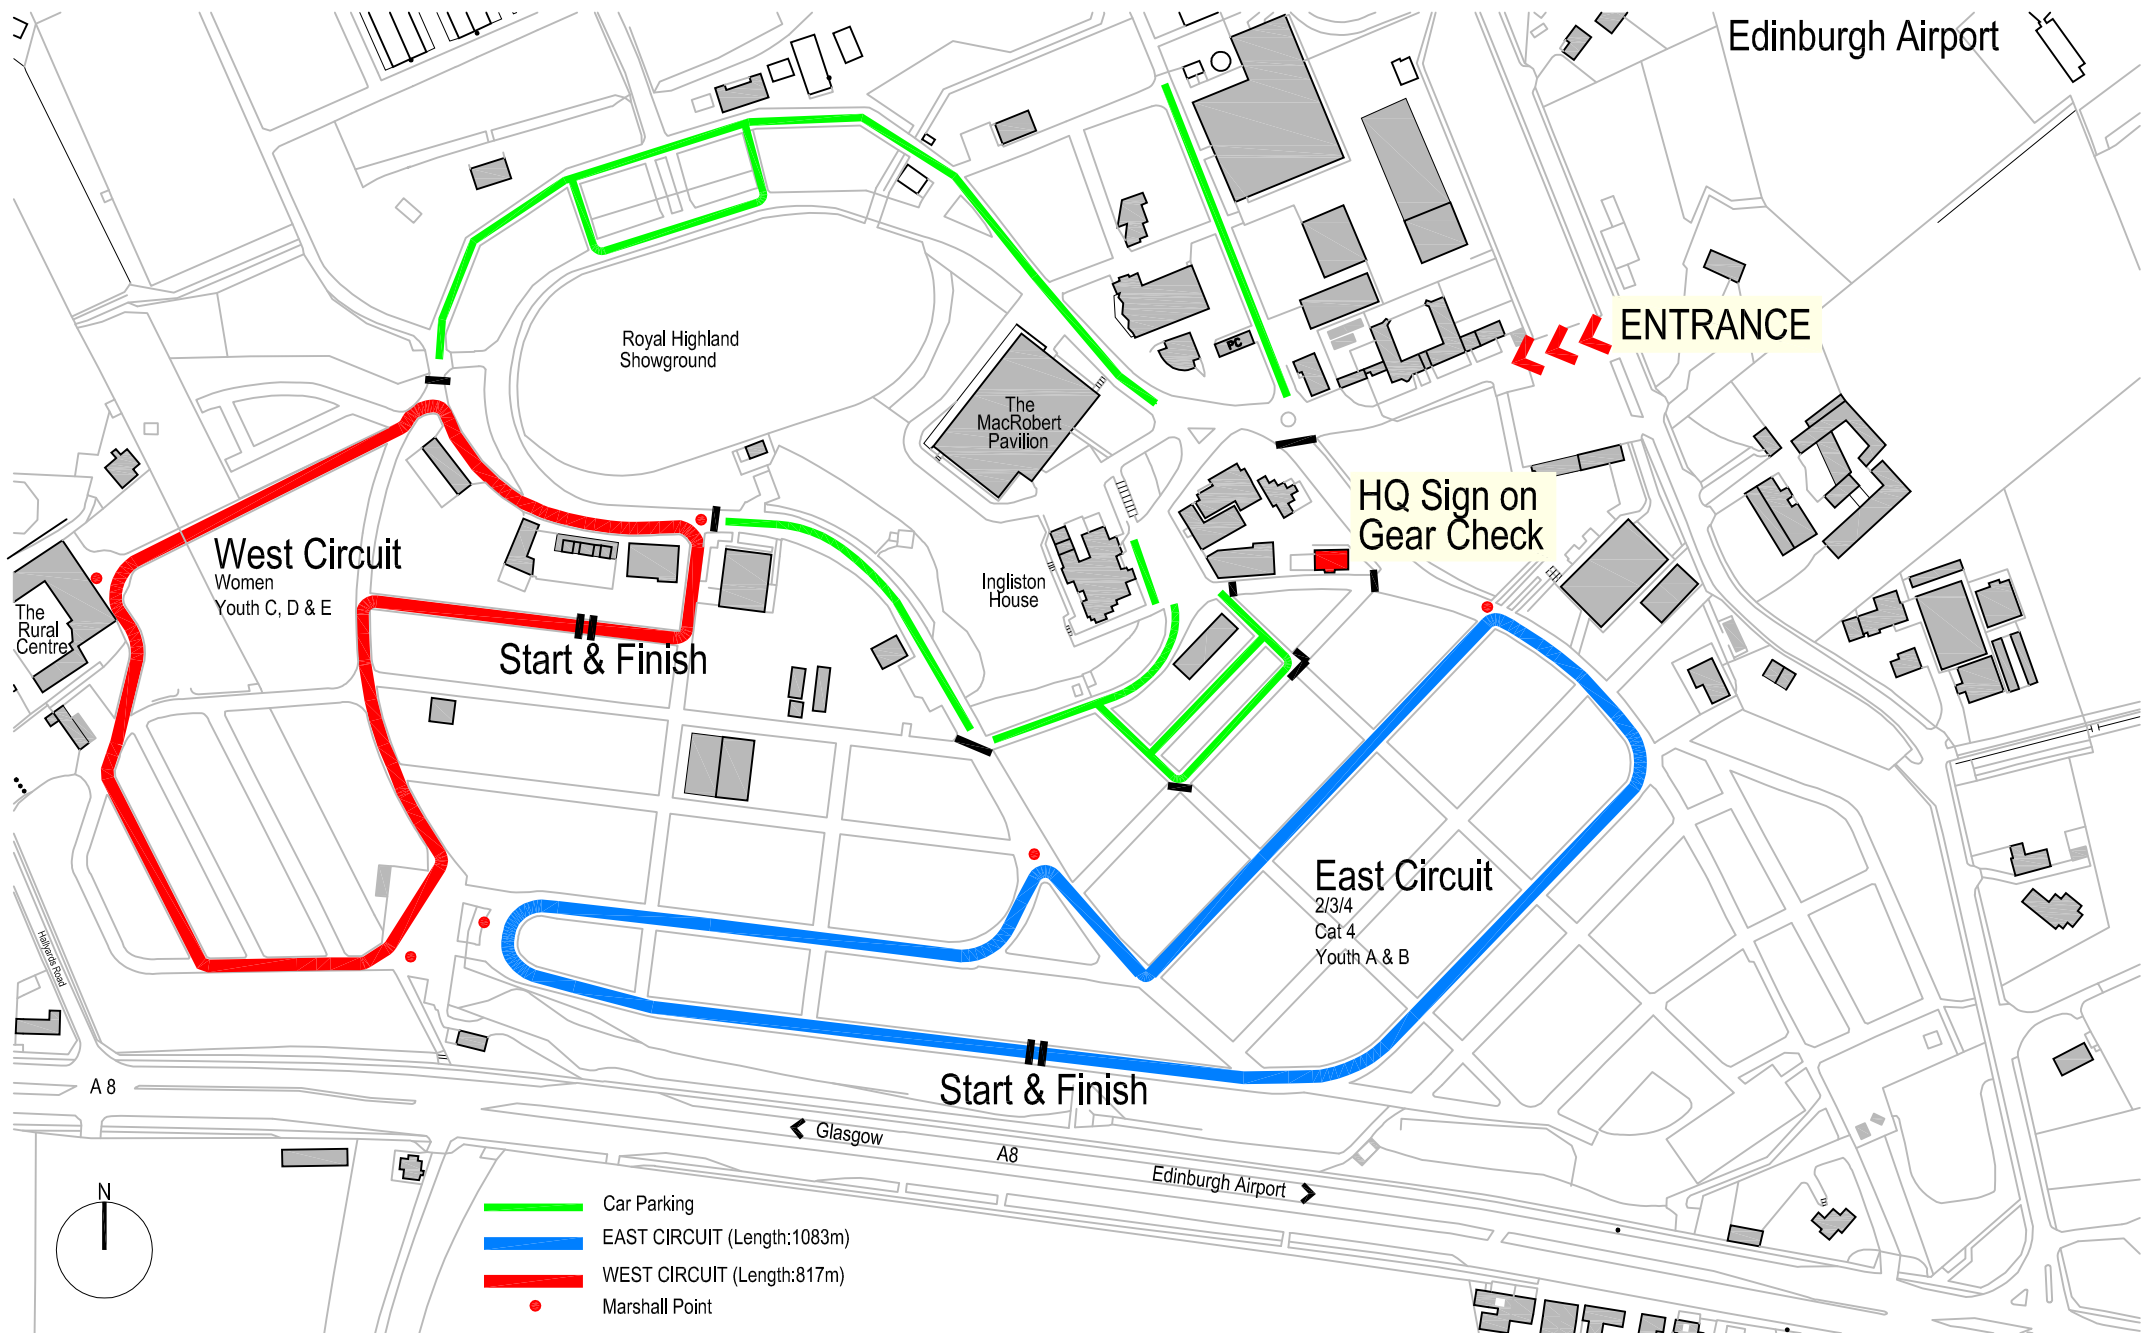 Edinburgh Airport
ENTRANCE
Royal Highland
Showground
PC
The
MacRobert
Pavilion
HQ Sign on
Gear Check
West Circuit
Women
Youth C, D & E
The
Rural
Centre
Ingliston
House
Start & Finish
East Circuit
2/3/4
Cat 4
Youth A & B
Hallyards Road
Start & Finish
A 8
Glasgow
A8
Edinburgh Airport
N
Car Parking
EAST CIRCUIT (Length:1083m)
WEST CIRCUIT (Length:817m)
Marshall Point